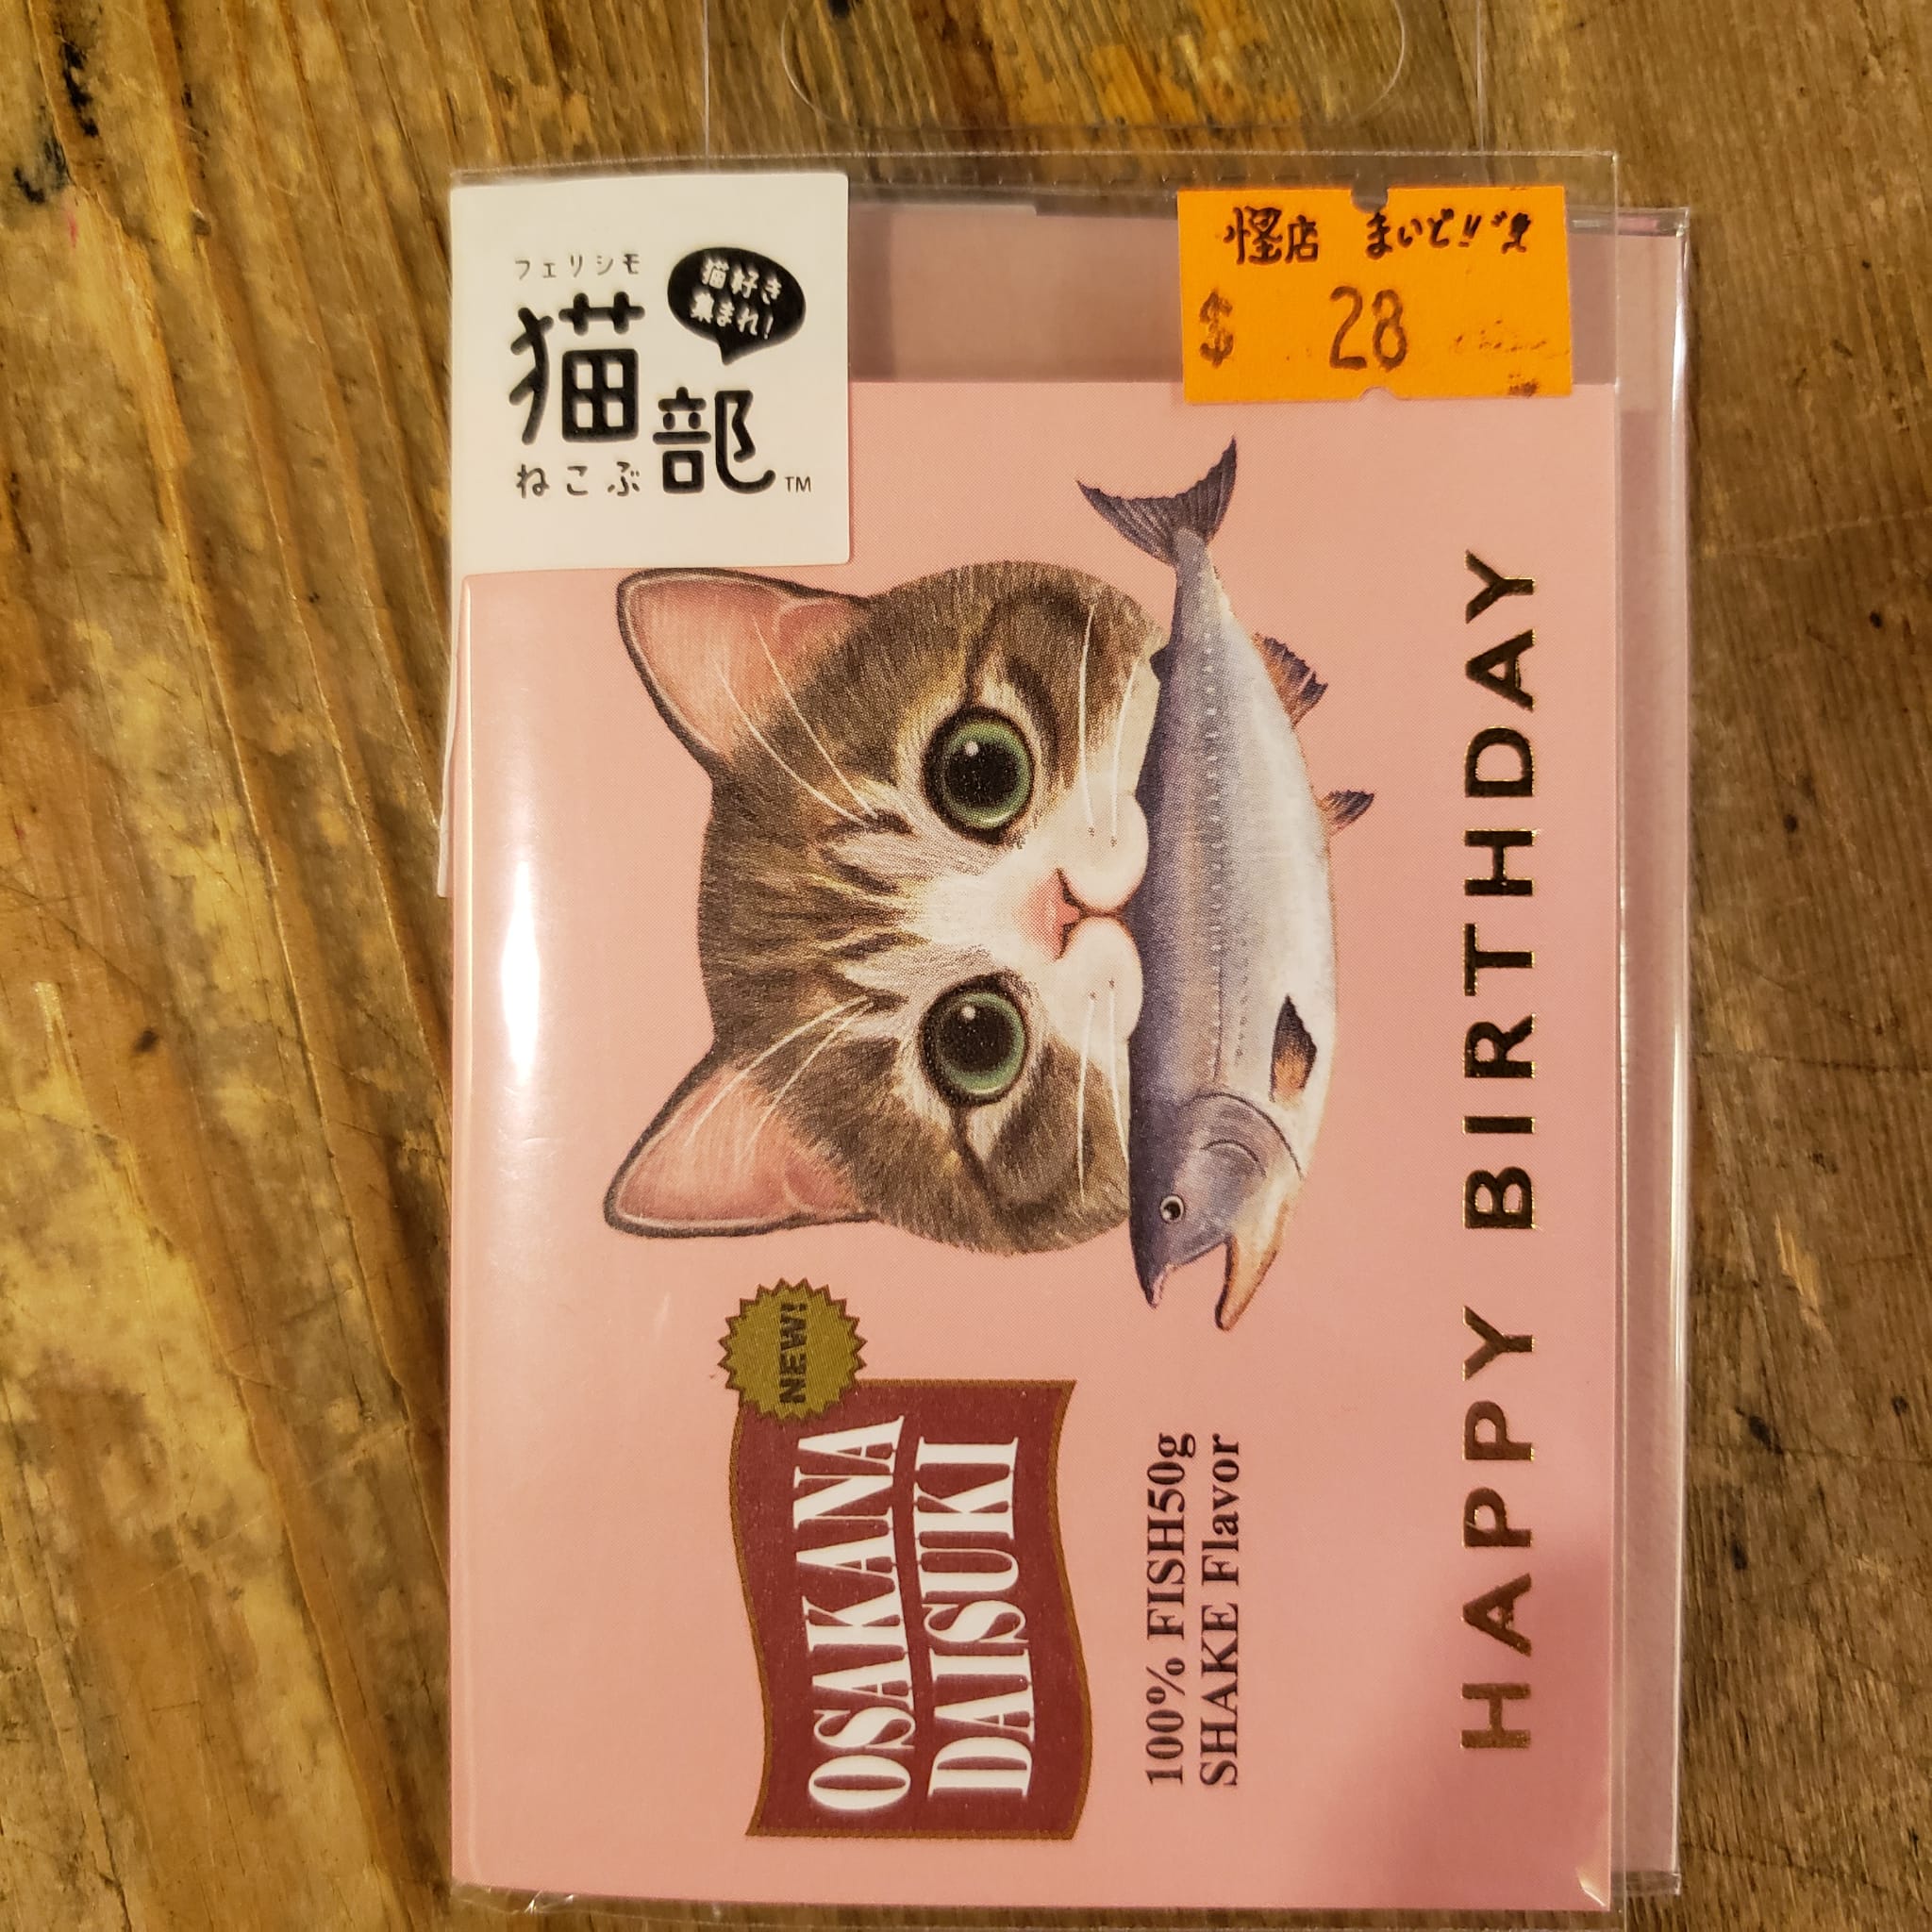 フェリシモ
猫部
ねこぶ
TM
猫好き
集まれ!
怪店 まいど!!
$ 28
NEW!
OSAKANA
DAISUKI
100% FISH50g
SHAKE Flavor
HAPPY BIRTHDAY